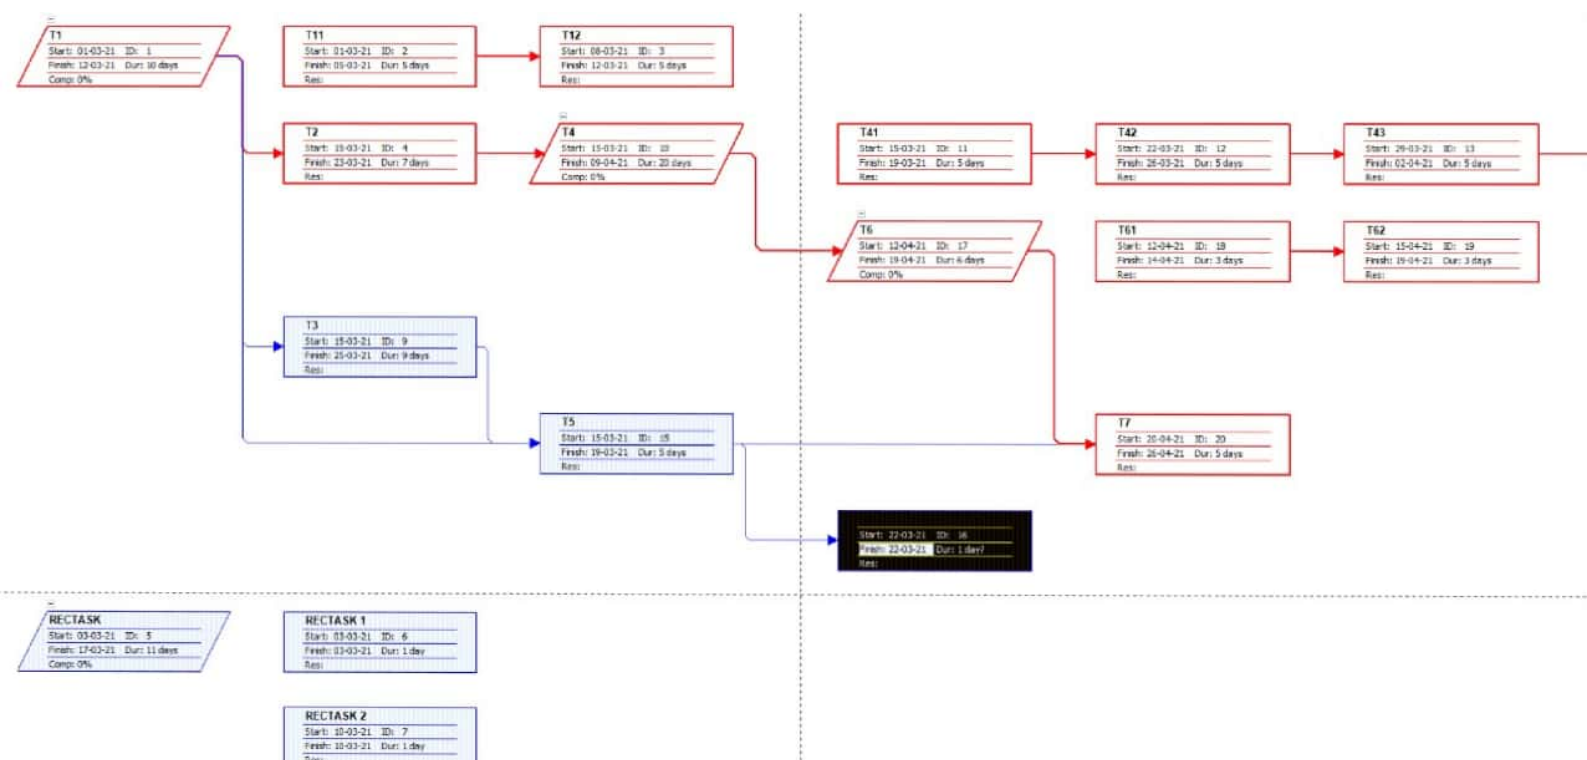 T1
Start: 01-03-21 ID: 1
Finish: 12-03-21 Dur: 10 days
Comp: 0%
T11
Start: 01-03-21 ID: 2
Finish: 05-03-21 Dur: 5 days
Res:
T12
Start: 08-03-21 ID: 3
Finish: 12-03-21 Dur: 5 days
Res:
T2
Start: 15-03-21 ID: 4
Finish: 23-03-21 Dur: 7 days
Res:
T4
Start: 15-03-21 ID: 10
Finish: 09-04-21 Dur: 20 days
Comp: 0%
T41
Start: 15-03-21 ID: 11
Finish: 19-03-21 Dur: 5 days
Res:
T42
Start: 22-03-21 ID: 12
Finish: 26-03-21 Dur: 5 days
Res:
T43
Start: 29-03-21 ID: 13
Finish: 02-04-21 Dur: 5 days
Res:
T6
Start: 12-04-21 ID: 17
Finish: 19-04-21 Dur: 6 days
Comp: 0%
T61
Start: 12-04-21 ID: 18
Finish: 14-04-21 Dur: 3 days
Res:
T62
Start: 15-04-21 ID: 19
Finish: 19-04-21 Dur: 3 days
Res:
T3
Start: 15-03-21 ID: 9
Finish: 25-03-21 Dur: 9 days
Res:
T5
Start: 15-03-21 ID: 15
Finish: 19-03-21 Dur: 5 days
Res:
T7
Start: 20-04-21 ID: 20
Finish: 26-04-21 Dur: 5 days
Res:
Start: 22-03-21 ID: 16
Finish: 22-03-21 Dur: 1 day?
Res:
RECTASK
Start: 03-03-21 ID: 5
Finish: 17-03-21 Dur: 11 days
Comp: 0%
RECTASK 1
Start: 03-03-21 ID: 6
Finish: 03-03-21 Dur: 1 day
Res:
RECTASK 2
Start: 10-03-21 ID: 7
Finish: 10-03-21 Dur: 1 day